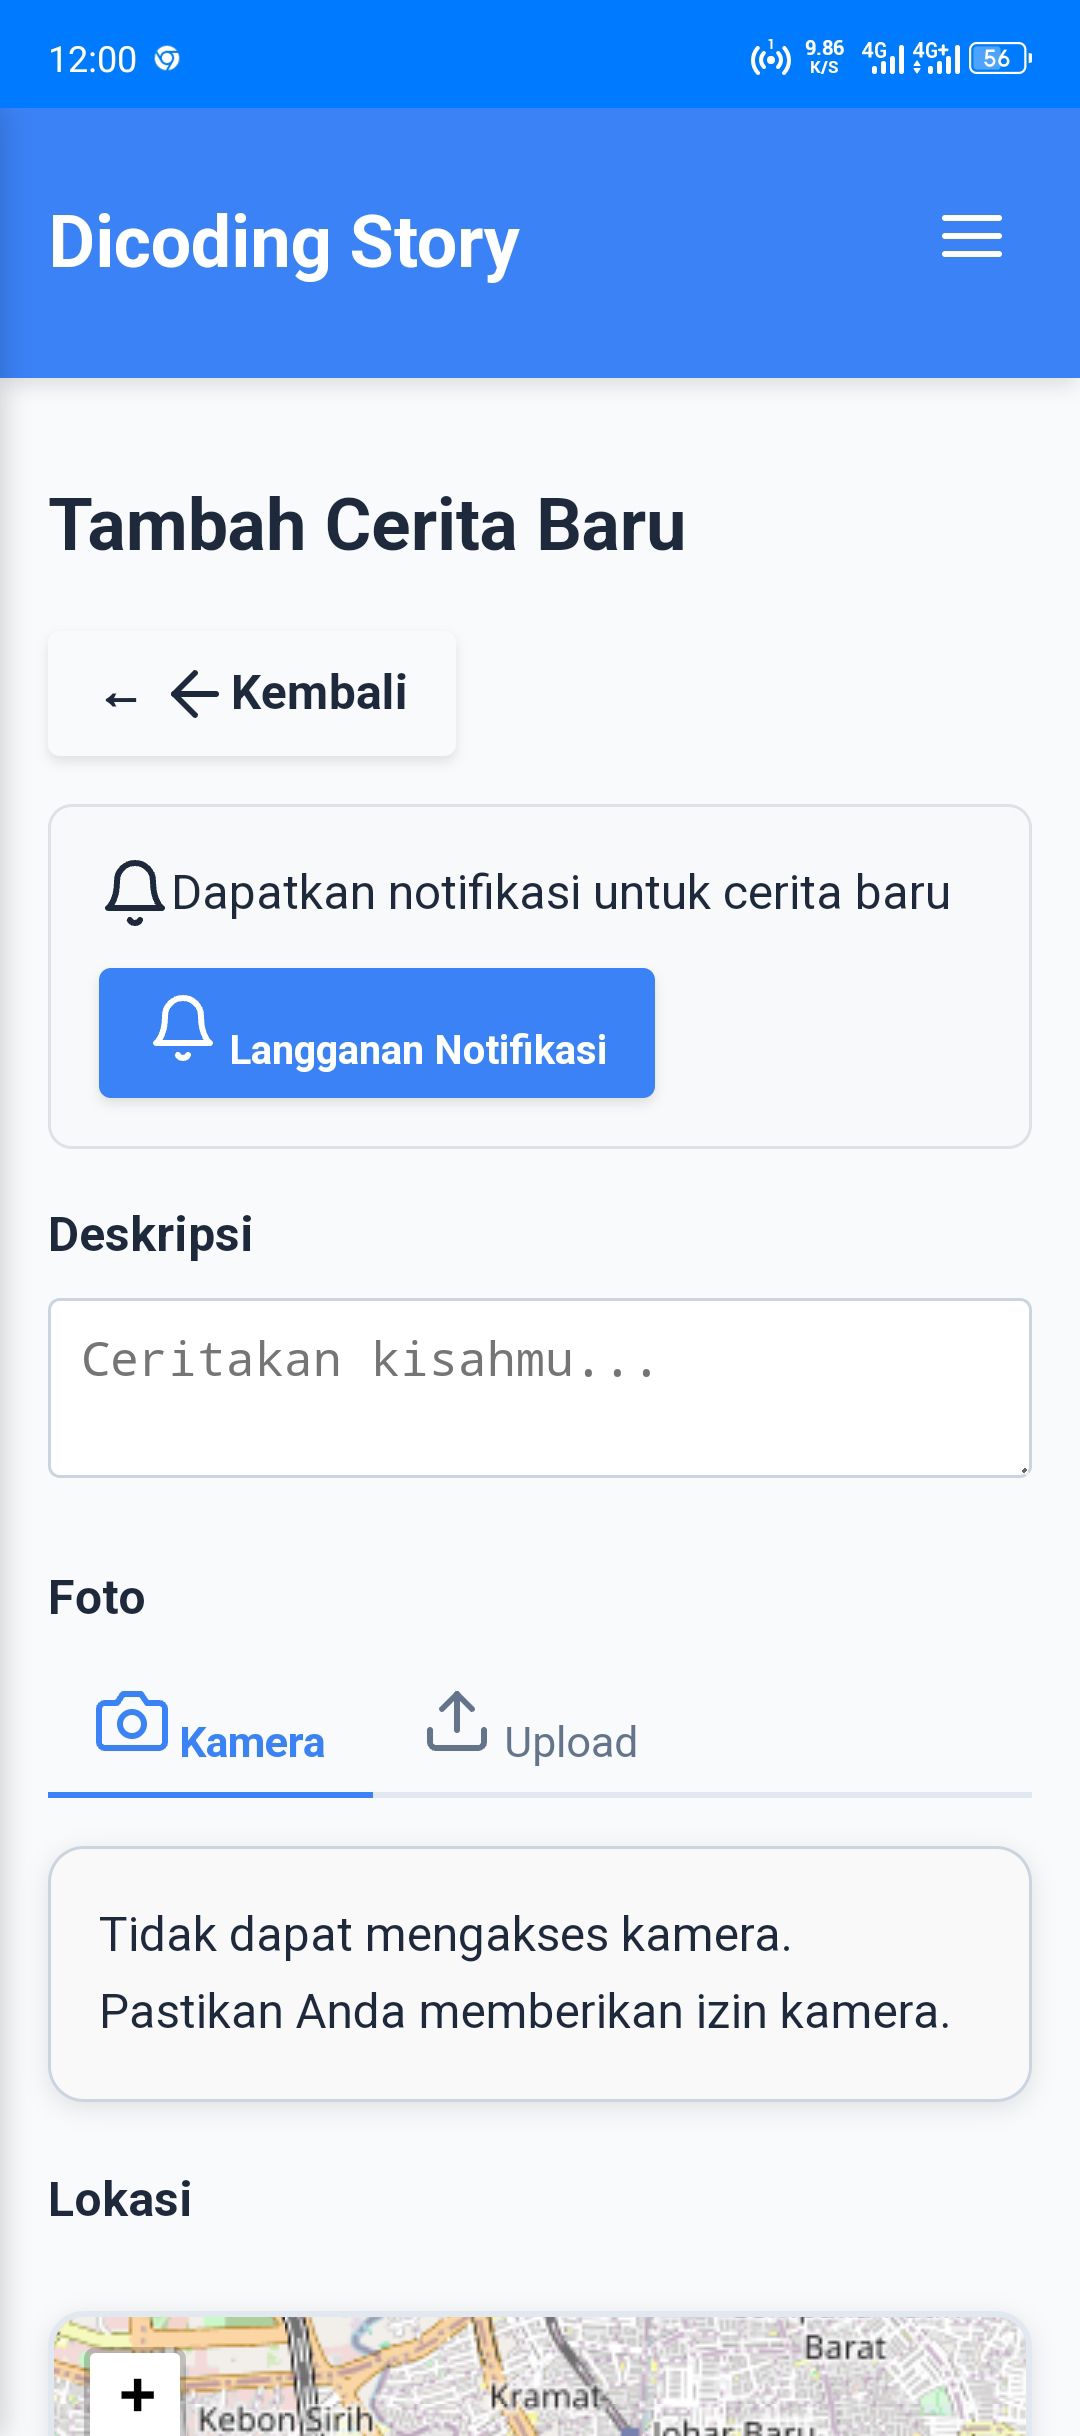 12:00
1
9.86
K/S
4G
4G+
56
Dicoding Story
Tambah Cerita Baru
← Kembali
Dapatkan notifikasi untuk cerita baru
Langganan Notifikasi
Deskripsi
Ceritakan kisahmu...
Foto
Kamera
Upload
Tidak dapat mengakses kamera.
Pastikan Anda memberikan izin kamera.
Lokasi
Barat
+
Kramat
Kebon Sirih
Johar Baru